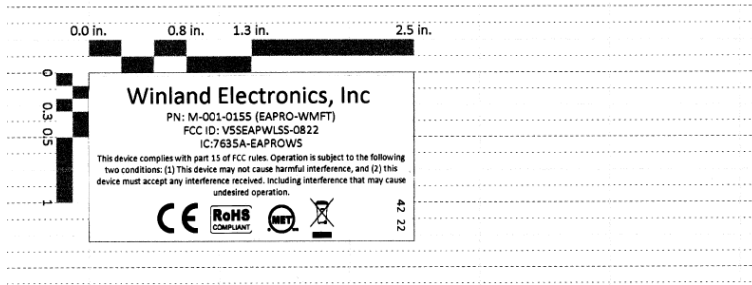 0.0 in. 0.8 in. 1.3 in. 2.5 in.
0
0.3
0.5
1
Winland Electronics, Inc
PN: M-001-0155 (EAPRO-WMFT)
FCC ID: V5SEAPWLSS-0822
IC:7635A-EAPROWS
This device complies with part 15 of FCC rules. Operation is subject to the following
two conditions: (1) This device may not cause harmful interference, and (2) this
device must accept any interference received. Including interference that may cause
undesired operation.
CE RoHS COMPLIANT MET
42 22